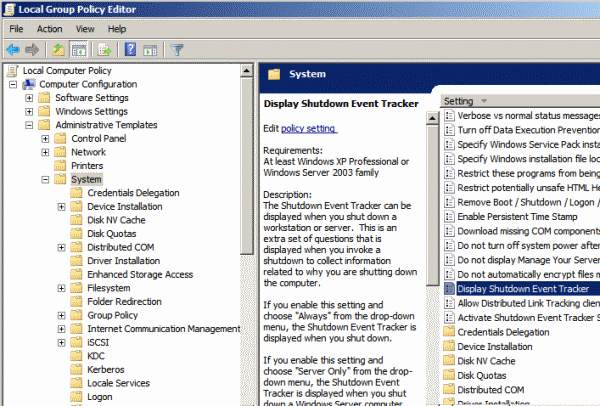 Local Group Policy Editor
File Action View Help
Local Computer Policy
Computer Configuration
Software Settings
Windows Settings
Administrative Templates
Control Panel
Network
Printers
System
Credentials Delegation
Device Installation
Disk NV Cache
Disk Quotas
Distributed COM
Driver Installation
Enhanced Storage Access
Filesystem
Folder Redirection
Group Policy
Internet Communication Management
iSCSI
KDC
Kerberos
Locale Services
Logon
System
Display Shutdown Event Tracker
Edit policy setting
Requirements:
At least Windows XP Professional or
Windows Server 2003 family
Description:
The Shutdown Event Tracker can be
displayed when you shut down a
workstation or server. This is an
extra set of questions that is
displayed when you invoke a
shutdown to collect information
related to why you are shutting down
the computer.
If you enable this setting and
choose "Always" from the drop-down
menu, the Shutdown Event Tracker is
displayed when you shut down.
If you enable this setting and
choose "Server Only" from the drop-
down menu, the Shutdown Event
Tracker is displayed when you shut
down a Windows Server computer
Setting
Verbose vs normal status messages
Turn off Data Execution Prevention
Specify Windows Service Pack insta
Specify Windows installation file loc
Restrict these programs from being
Restrict potentially unsafe HTML He
Remove Boot / Shutdown / Logon /
Enable Persistent Time Stamp
Download missing COM components
Do not turn off system power after
Do not display Manage Your Server
Do not automatically encrypt files m
Display Shutdown Event Tracker
Allow Distributed Link Tracking clien
Activate Shutdown Event Tracker S
Credentials Delegation
Device Installation
Disk NV Cache
Disk Quotas
Distributed COM
Driver Installation